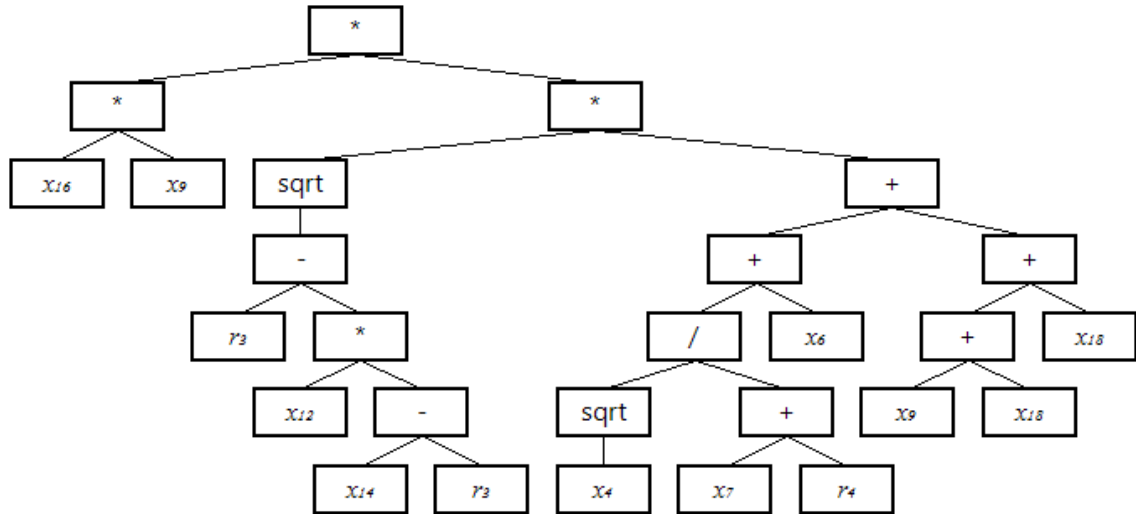 *
* *
x16 x9 sqrt +
- + +
r3 * / x6 + x18
x12 - sqrt + x9 x18
x14 r3 x4 x7 r4